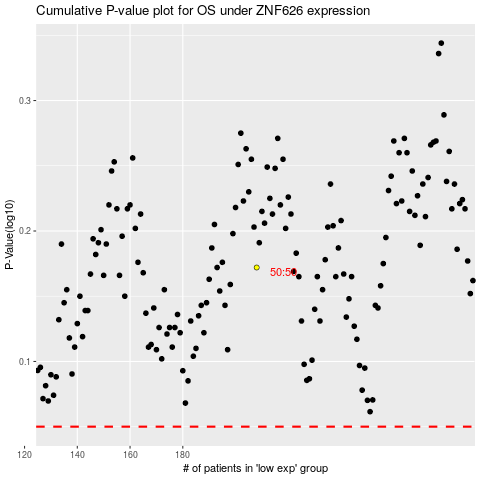 Cumulative P-value plot for OS under ZNF626 expression
P-Value(log10)
0.3
0.2
0.1
50:50
120 140 160 180
# of patients in 'low exp' group